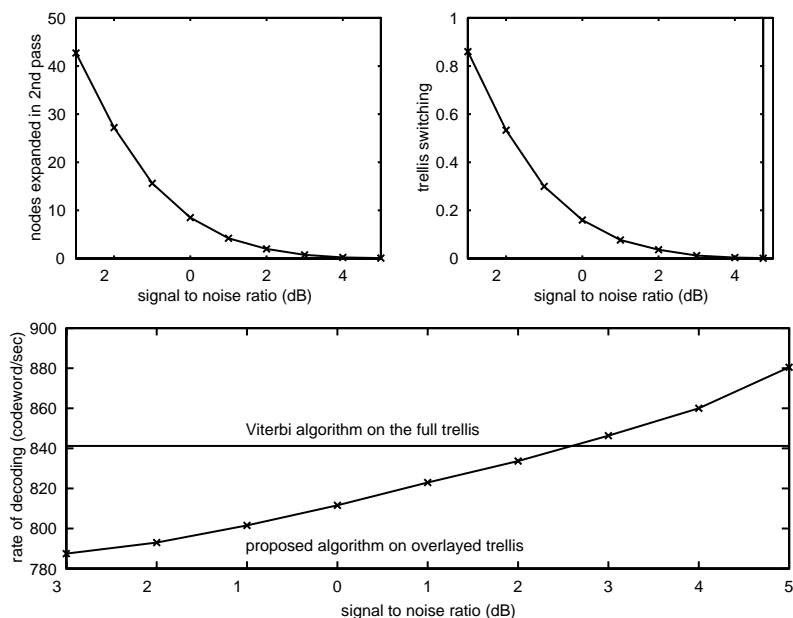 nodes expanded in 2nd pass
50
40
30
20
10
0
2 0 2 4
signal to noise ratio (dB)
trellis switching
1
0.8
0.6
0.4
0.2
0
2 0 2 4
signal to noise ratio (dB)
rate of decoding (codeword/sec)
900
880
860
840
820
800
780
Viterbi algorithm on the full trellis
proposed algorithm on overlayed trellis
3 2 1 0 1 2 3 4 5
signal to noise ratio (dB)